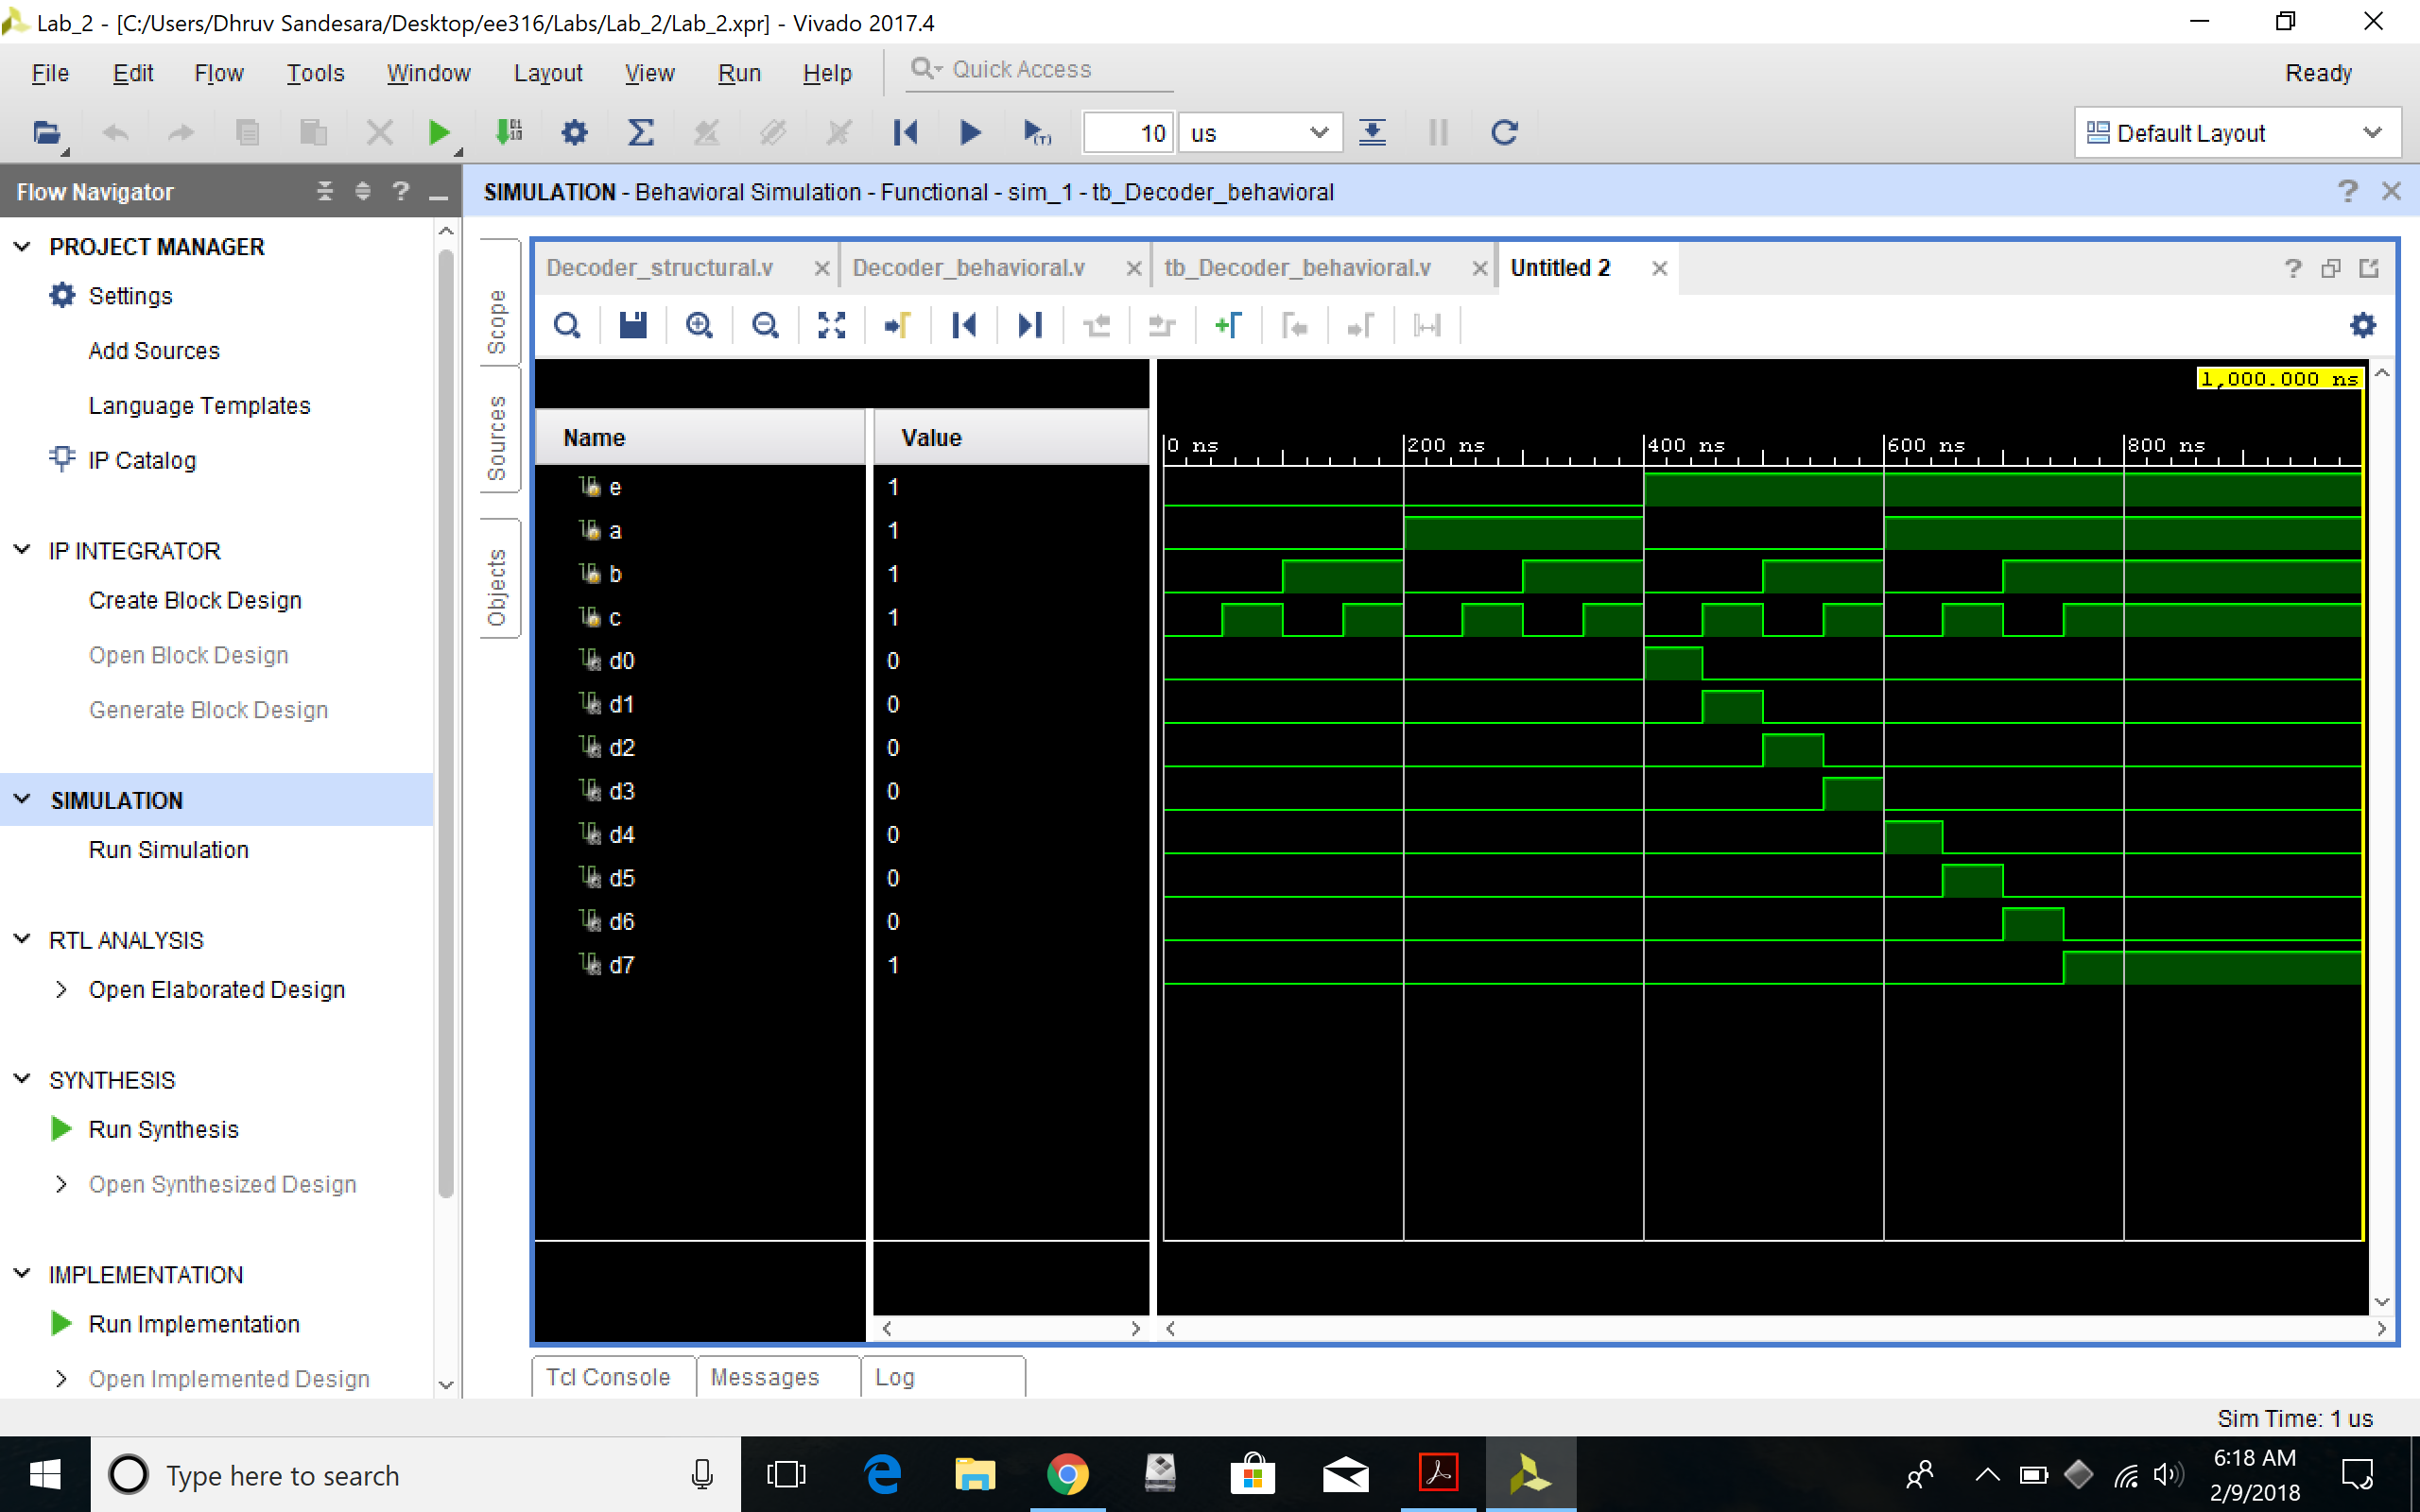 Lab_2 - [C:/Users/Dhruv Sandesara/Desktop/ee316/Labs/Lab_2/Lab_2.xpr] - Vivado 2017.4
File Edit Flow Tools Window Layout View Run Help Quick Access Ready
10 us Default Layout
Flow Navigator
SIMULATION - Behavioral Simulation - Functional - sim_1 - tb_Decoder_behavioral
PROJECT MANAGER
Settings
Add Sources
Language Templates
IP Catalog
IP INTEGRATOR
Create Block Design
Open Block Design
Generate Block Design
SIMULATION
Run Simulation
RTL ANALYSIS
Open Elaborated Design
SYNTHESIS
Run Synthesis
Open Synthesized Design
IMPLEMENTATION
Run Implementation
Open Implemented Design
Scope
Sources
Objects
Decoder_structural.v Decoder_behavioral.v tb_Decoder_behavioral.v Untitled 2
1,000.000 ns
Name Value
0 ns 200 ns 400 ns 600 ns 800 ns
e 1
a 1
b 1
c 1
d0 0
d1 0
d2 0
d3 0
d4 0
d5 0
d6 0
d7 1
Tcl Console Messages Log
Sim Time: 1 us
Type here to search
6:18 AM
2/9/2018